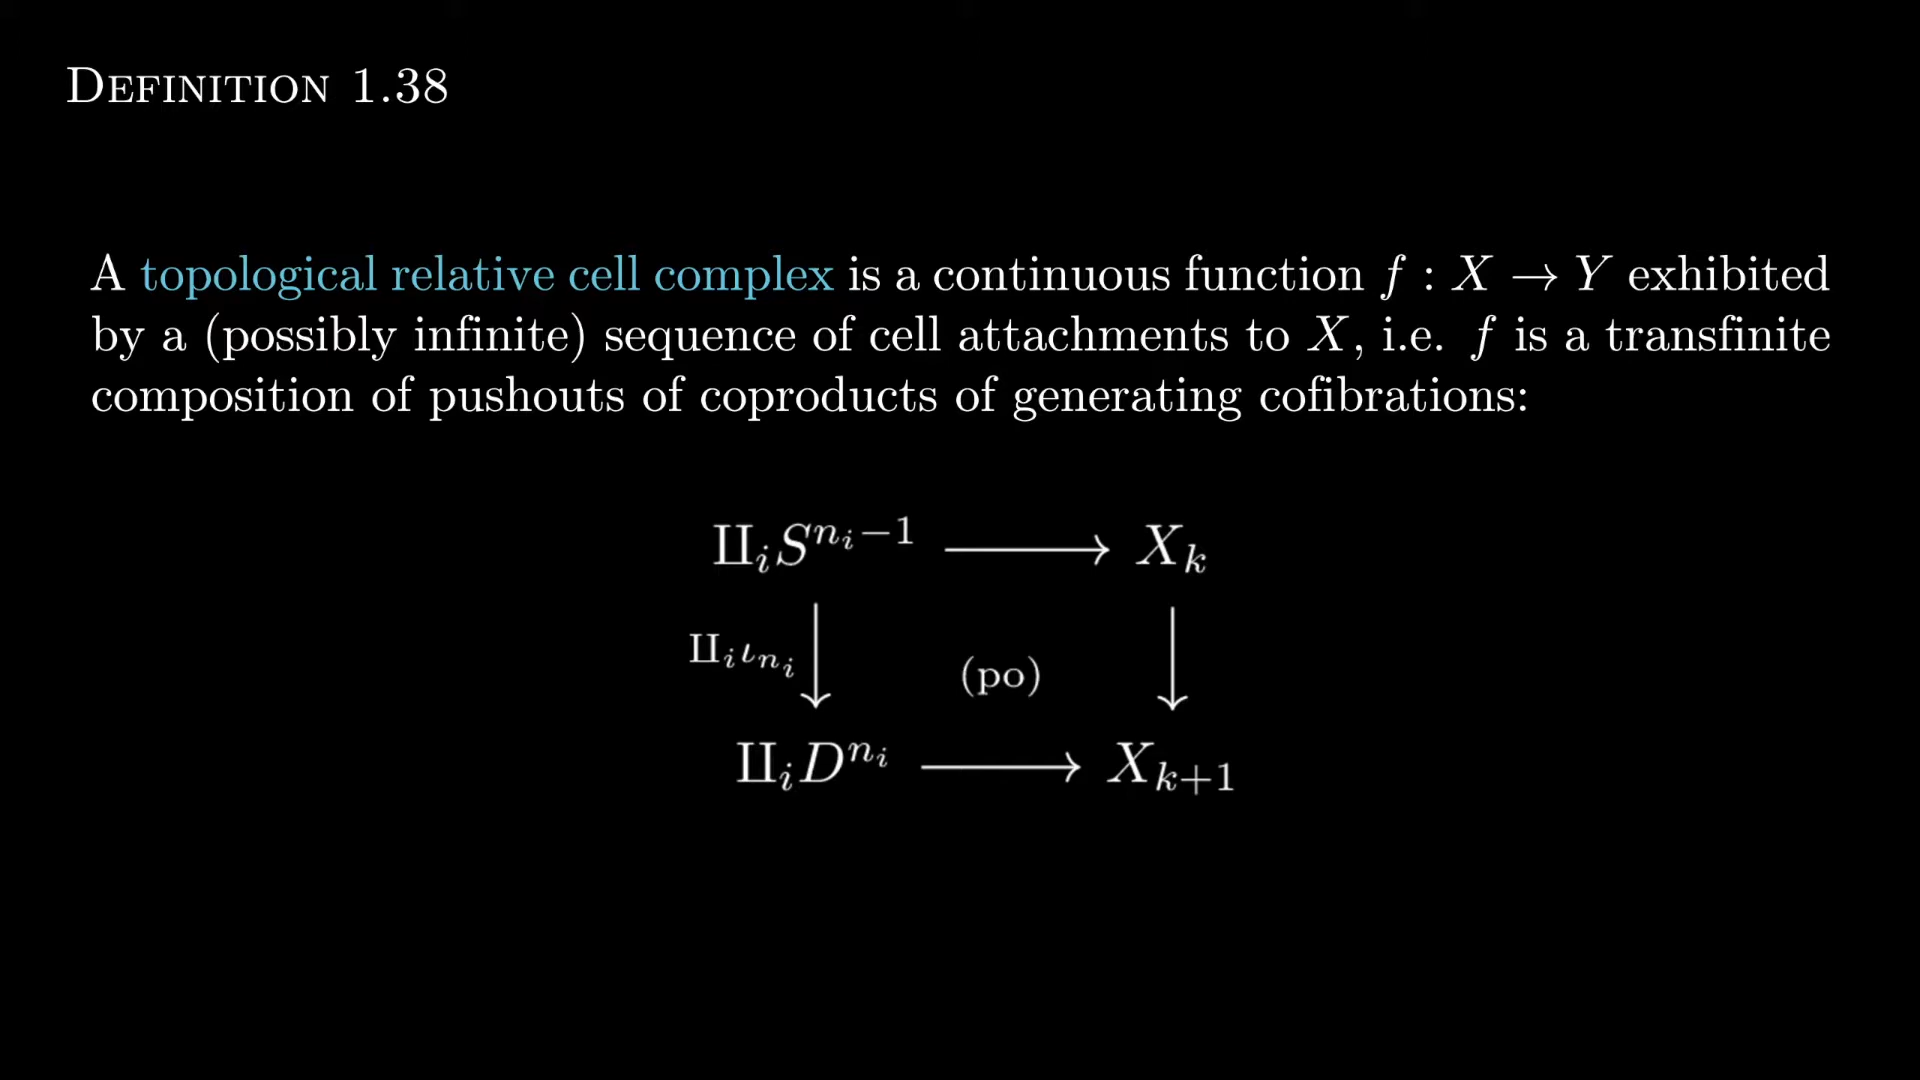 DEFINITION 1.38
A topological relative cell complex is a continuous function f : X → Y exhibited
by a (possibly infinite) sequence of cell attachments to X, i.e. f is a transfinite
composition of pushouts of coproducts of generating cofibrations:
∐ᵢSⁿⁱ⁻¹ ⟶ Xₖ
∐ᵢιₙᵢ (po)
∐ᵢDⁿⁱ ⟶ Xₖ₊₁